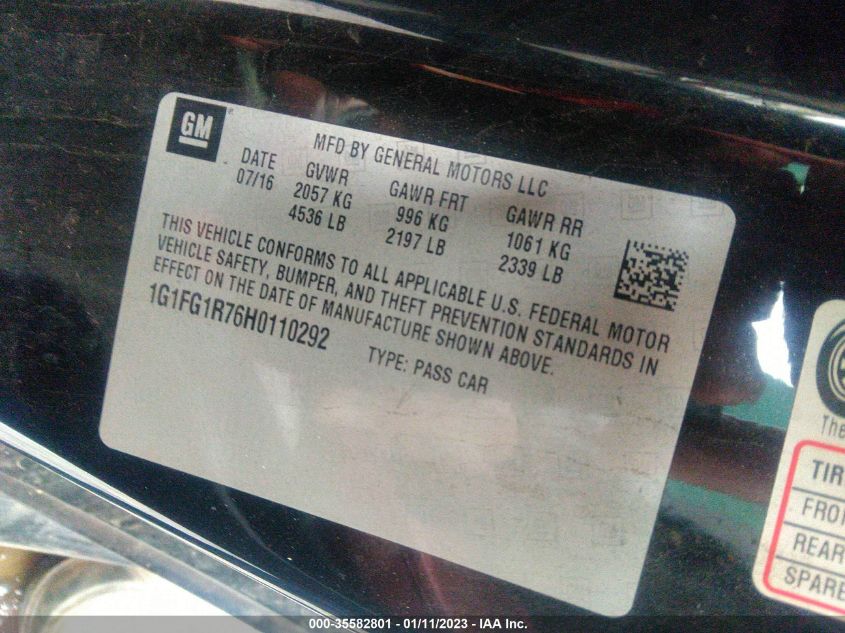 GM
MFD BY GENERAL MOTORS LLC
DATE GVWR GAWR FRT GAWR RR
07/16 2057 KG 996 KG 1061 KG
4536 LB 2197 LB 2339 LB
THIS VEHICLE CONFORMS TO ALL APPLICABLE U.S. FEDERAL MOTOR
VEHICLE SAFETY, BUMPER, AND THEFT PREVENTION STANDARDS IN
EFFECT ON THE DATE OF MANUFACTURE SHOWN ABOVE.
1G1FG1R76H0110292 TYPE: PASS CAR
The
TIR
FRO
REAR
SPARE
000-35582801 - 01/11/2023 - IAA Inc.